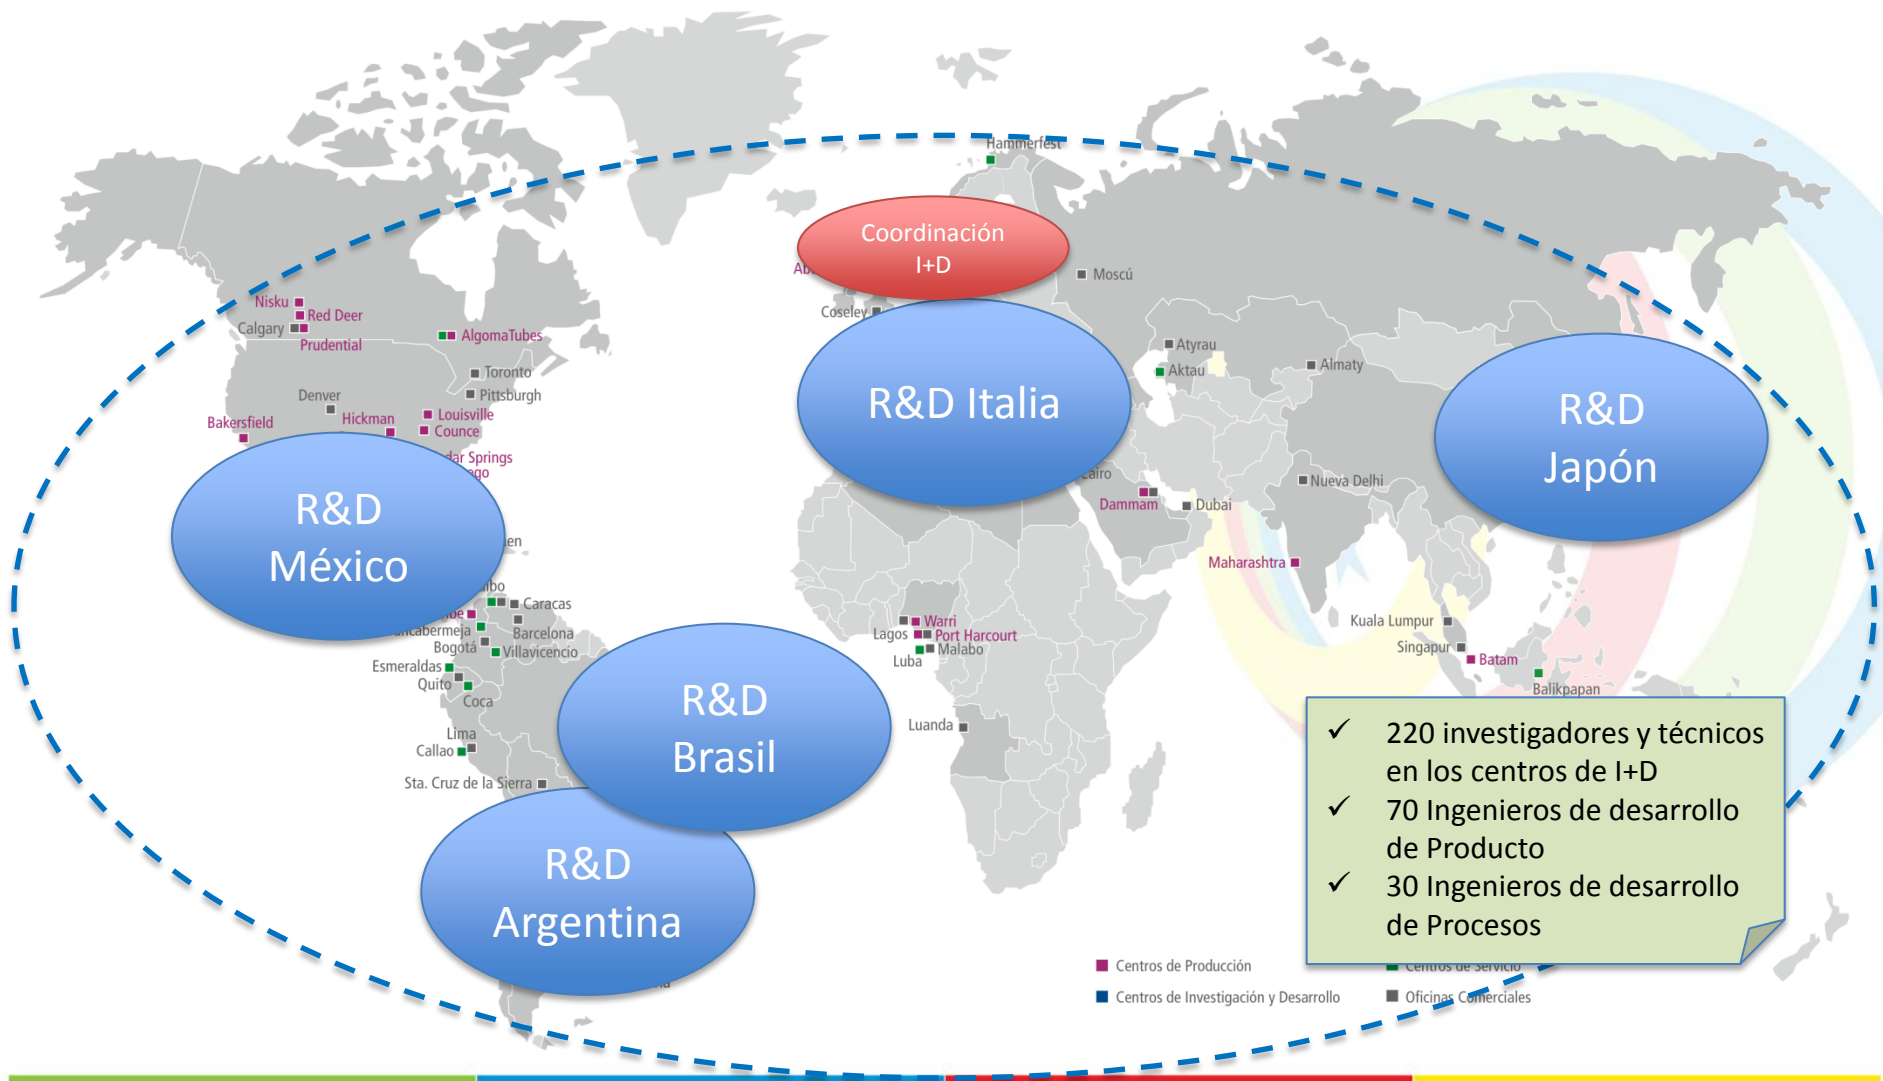 Hammerfest
Coordinación
I+D
Moscú
Coseley
Nisku
Red Deer
Calgary
Prudential
AlgomaTubes
Toronto
Pittsburgh
Denver
Hickman
Louisville
Counce
Bakersfield
Springs
R&D Italia
Atyrau
Aktau
Almaty
R&D
Japón
Nueva Delhi
Dammam
Dubai
Maharashtra
R&D
México
Caracas
Barcelona
Bogotá
Villavicencio
Esmeraldas
Quito
Coca
Lima
Callao
Sta. Cruz de la Sierra
Warri
Lagos
Port Harcourt
Malabo
Luba
Luanda
Kuala Lumpur
Singapur
Batam
Balikpapan
R&D
Brasil
R&D
Argentina
✓ 220 investigadores y técnicos
en los centros de I+D
✓ 70 Ingenieros de desarrollo
de Producto
✓ 30 Ingenieros de desarrollo
de Procesos
Centros de Producción
Centros de Servicio
Centros de Investigación y Desarrollo
Oficinas Comerciales